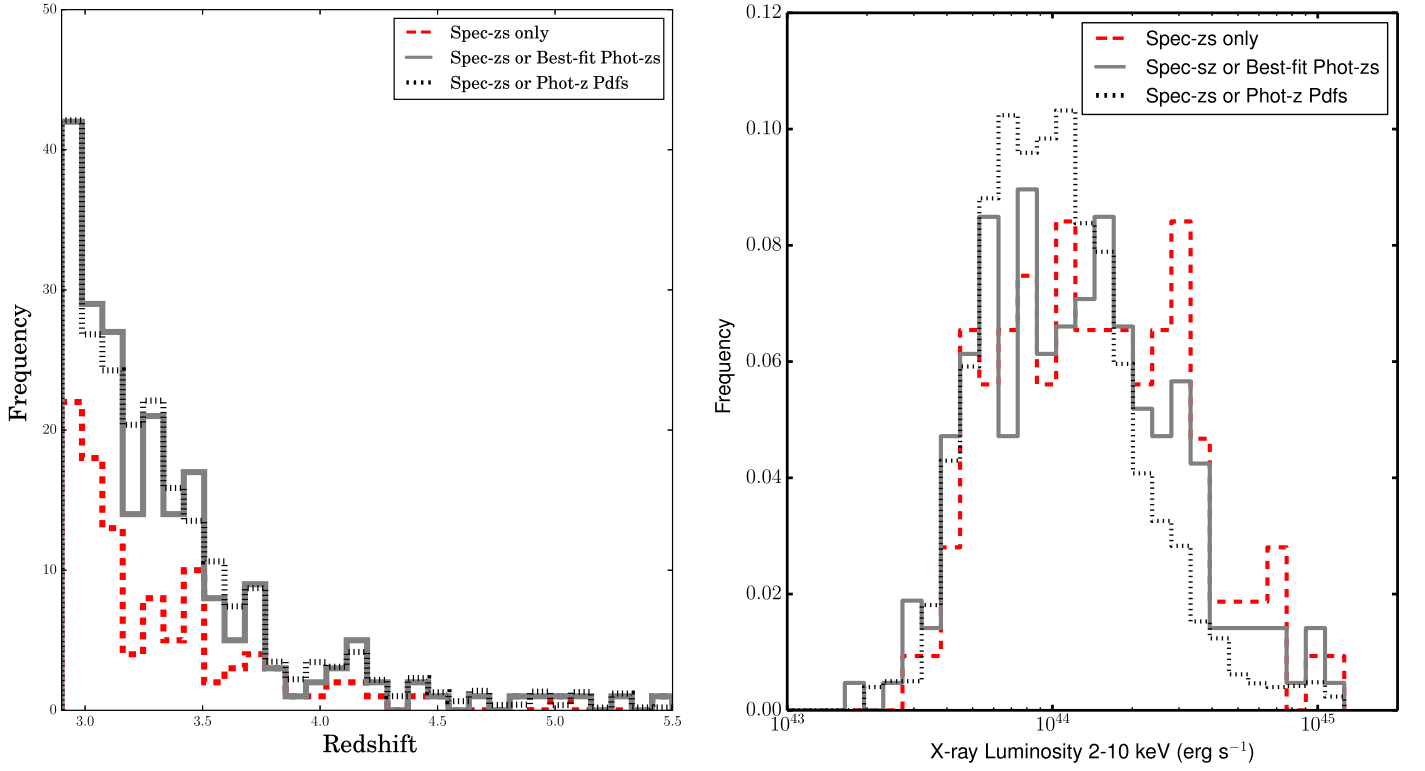 50
40
30
20
10
0
Frequency
3.0 3.5 4.0 4.5 5.0 5.5
Redshift
Spec-zs only
Spec-zs or Best-fit Phot-zs
Spec-zs or Phot-z Pdfs
0.12
0.10
0.08
0.06
0.04
0.02
0.00
Frequency
10^43 10^44 10^45
X-ray Luminosity 2-10 keV (erg s^−1)
Spec-zs only
Spec-sz or Best-fit Phot-zs
Spec-zs or Phot-z Pdfs